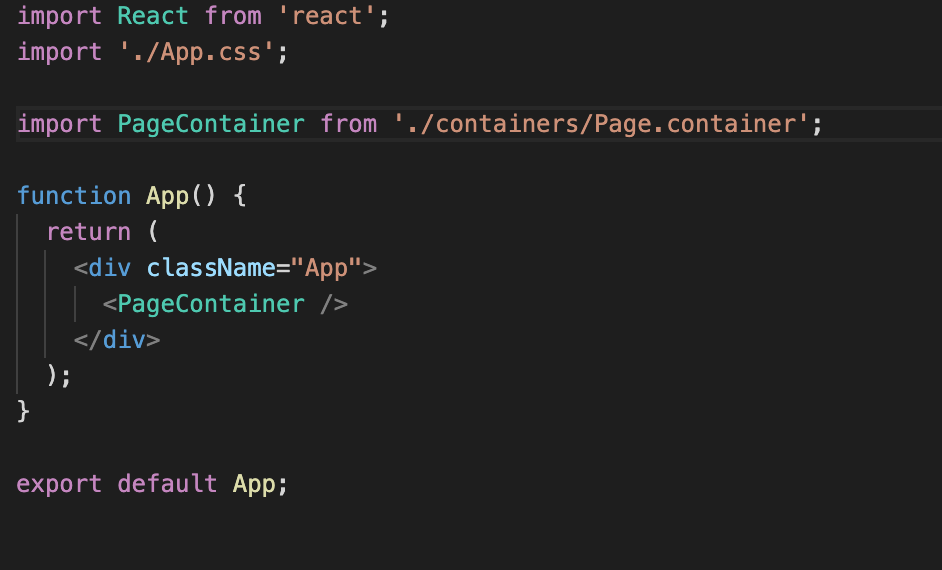 import React from 'react';
import './App.css';
import PageContainer from './containers/Page.container';
function App() {
return (
<div className="App">
<PageContainer />
</div>
);
}
export default App;